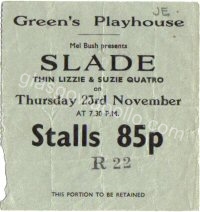 JE.
Green's Playhouse
Mel Bush presents
SLADE
THIN LIZZIE & SUZIE QUATRO
on
Thursday 23rd November
AT 7.30 P.M.
Stalls 85p
R 22
THIS PORTION TO BE RETAINED